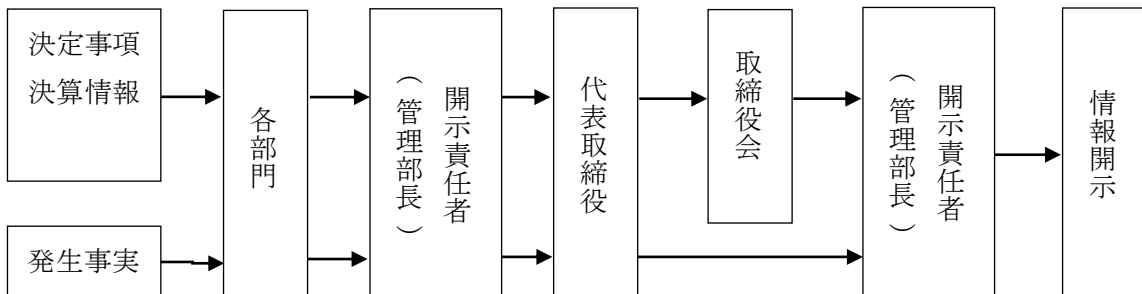 決定事項
決算情報
発生事実
各部門
開示責任者
（管理部長）
代表取締役
取締役会
開示責任者
（管理部長）
情報開示